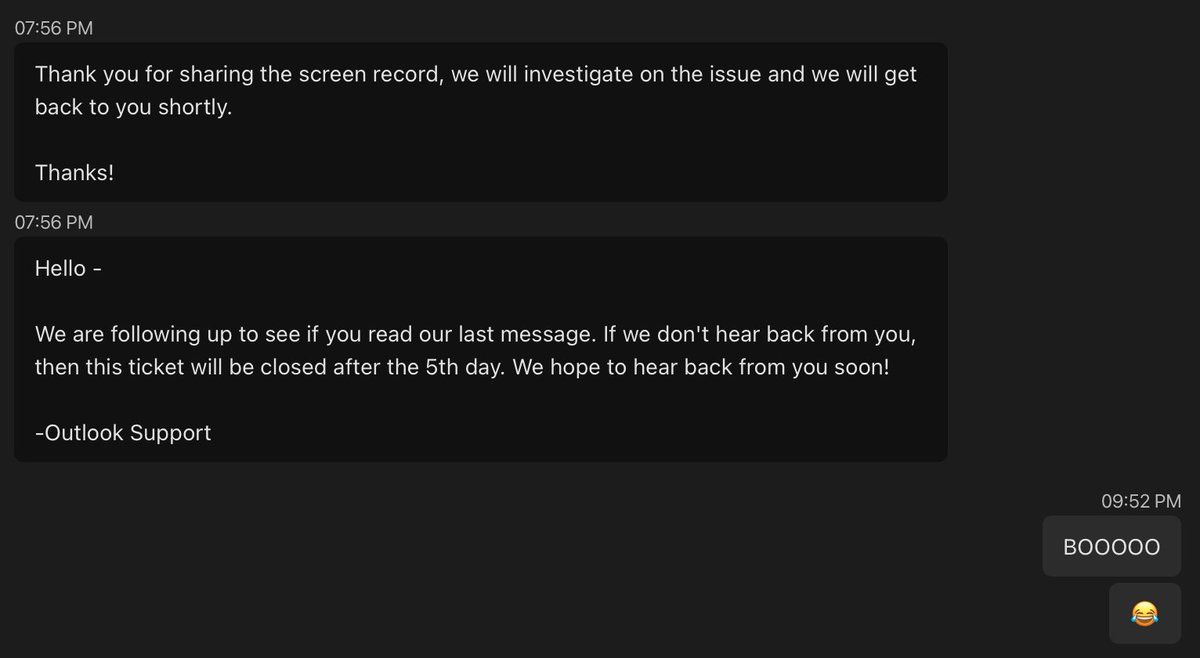 07:56 PM
Thank you for sharing the screen record, we will investigate on the issue and we will get
back to you shortly.
Thanks!
07:56 PM
Hello -
We are following up to see if you read our last message. If we don't hear back from you,
then this ticket will be closed after the 5th day. We hope to hear back from you soon!
-Outlook Support
09:52 PM
BOOOOO
😂